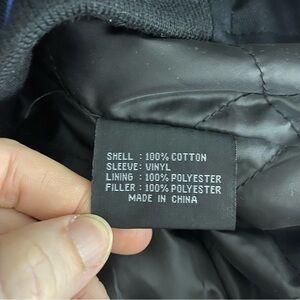 SHELL : 100% COTTON
SLEEVE: VINYL
LINING : 100% POLYESTER
FILLER : 100% POLYESTER
MADE IN CHINA